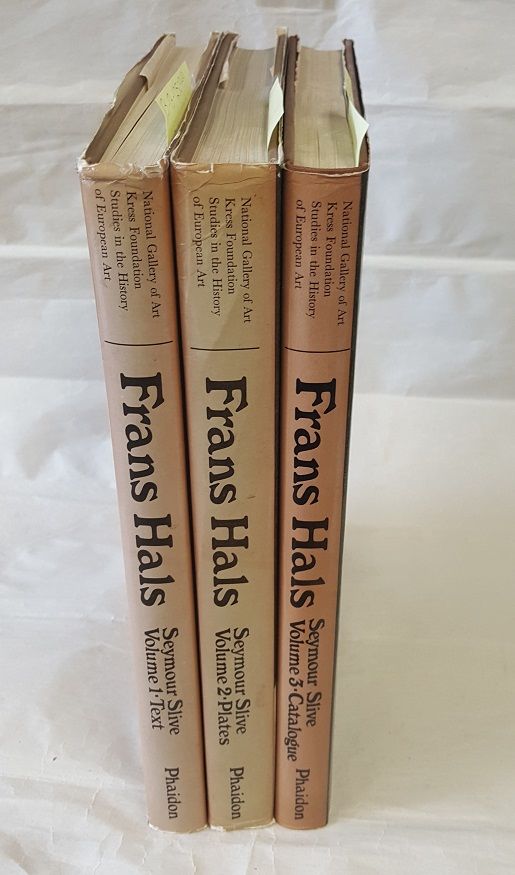 National Gallery of Art
Kress Foundation
Studies in the History
of European Art
Frans Hals
Seymour Slive
Volume 1·Text
Phaidon
National Gallery of Art
Kress Foundation
Studies in the History
of European Art
Frans Hals
Seymour Slive
Volume 2·Plates
Phaidon
National Gallery of Art
Kress Foundation
Studies in the History
of European Art
Frans Hals
Seymour Slive
Volume 3·Catalogue
Phaidon